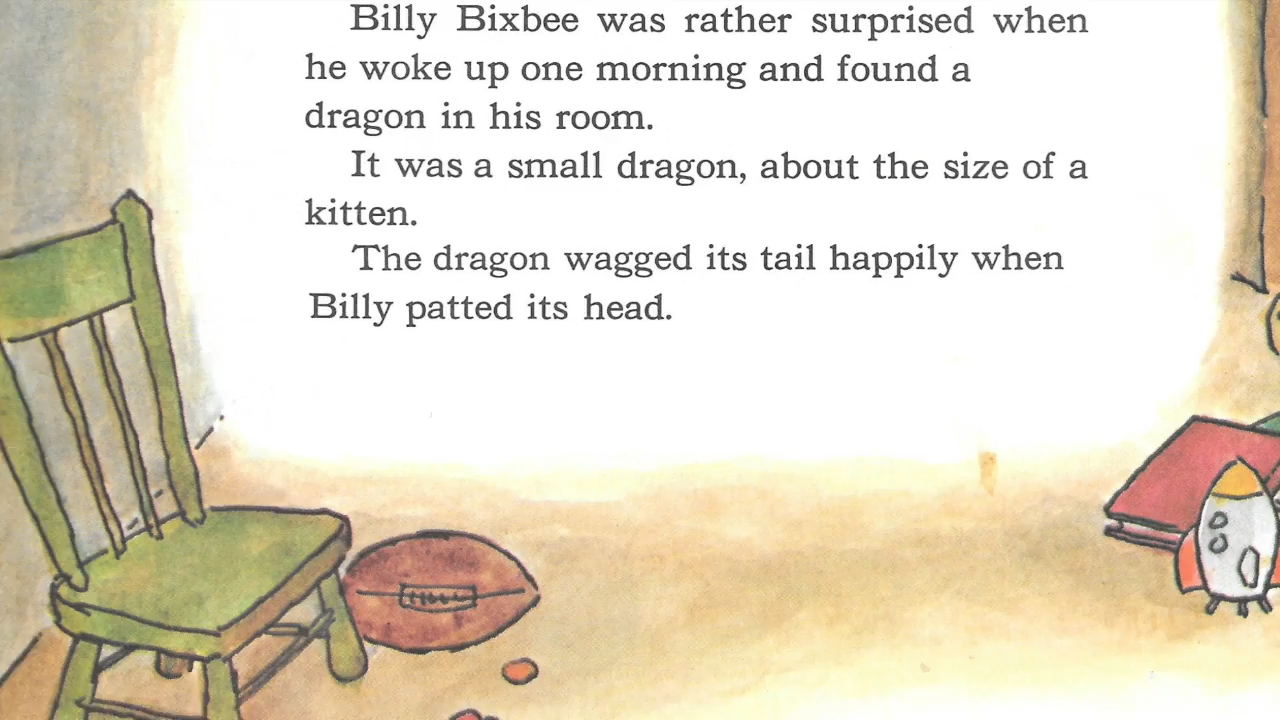 Billy Bixbee was rather surprised when
he woke up one morning and found a
dragon in his room.
It was a small dragon, about the size of a
kitten.
The dragon wagged its tail happily when
Billy patted its head.